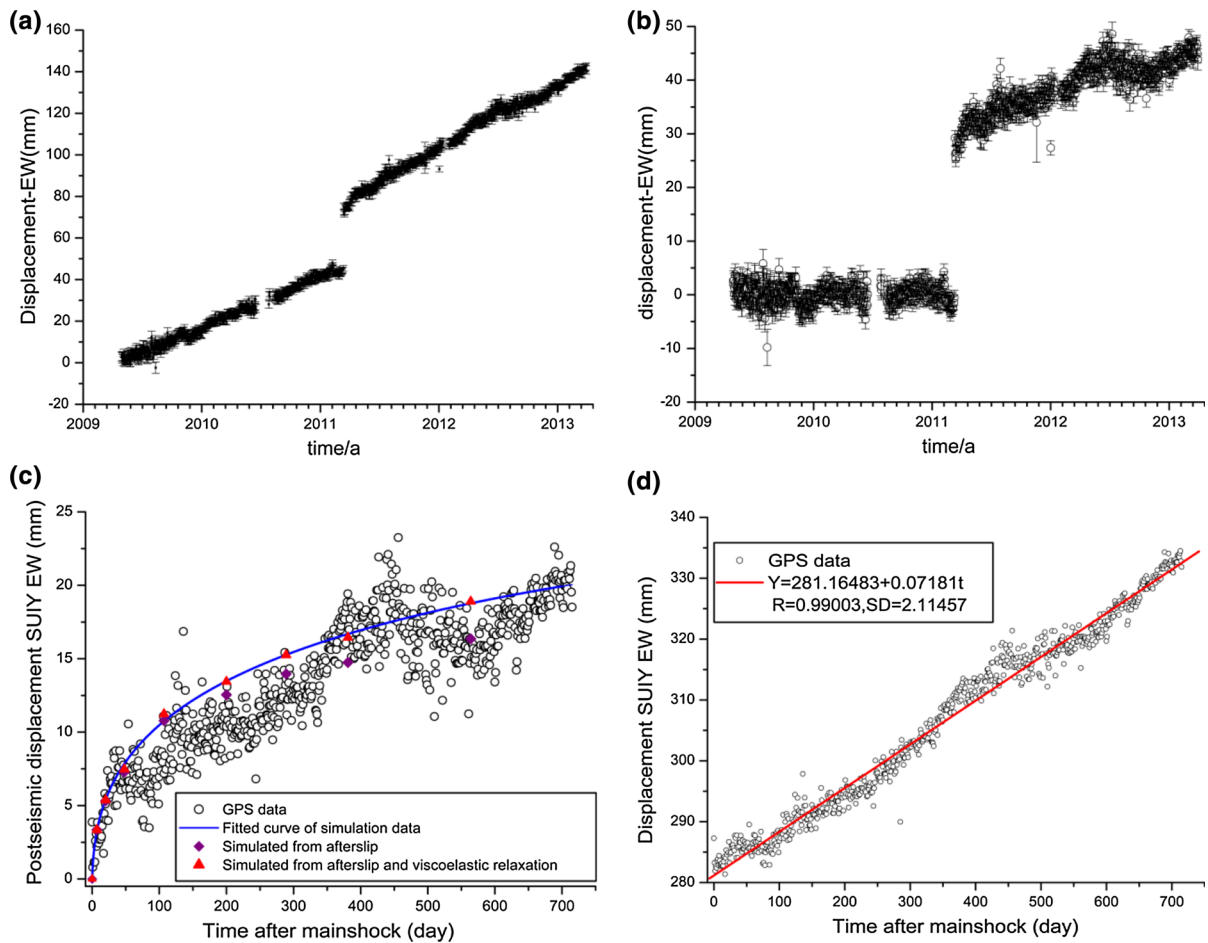 (a)
160
140
120
100
80
60
40
20
0
-20
Displacement-EW(mm)
2009 2010 2011 2012 2013
time/a
(b)
50
40
30
20
10
0
-10
-20
displacement-EW(mm)
2009 2010 2011 2012 2013
time/a
(c)
25
20
15
10
5
0
Postseismic displacement SUIY EW (mm)
GPS data
Fitted curve of simulation data
Simulated from afterslip
Simulated from afterslip and viscoelastic relaxation
0 100 200 300 400 500 600 700
Time after mainshock (day)
(d)
340
330
320
310
300
290
280
Displacement SUIY EW (mm)
GPS data
Y=281.16483+0.07181t
R=0.99003,SD=2.11457
0 100 200 300 400 500 600 700
Time after mainshock (day)